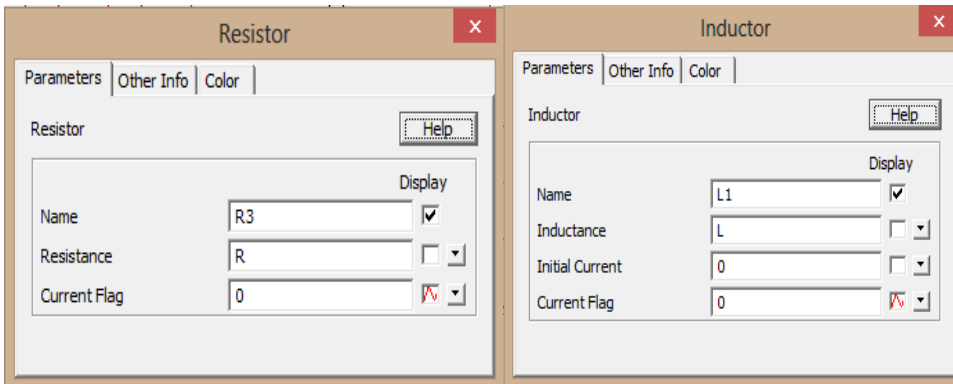 Resistor
Parameters Other Info Color
Resistor Help
Display
Name R3
Resistance R
Current Flag 0
Inductor
Parameters Other Info Color
Inductor Help
Display
Name L1
Inductance L
Initial Current 0
Current Flag 0